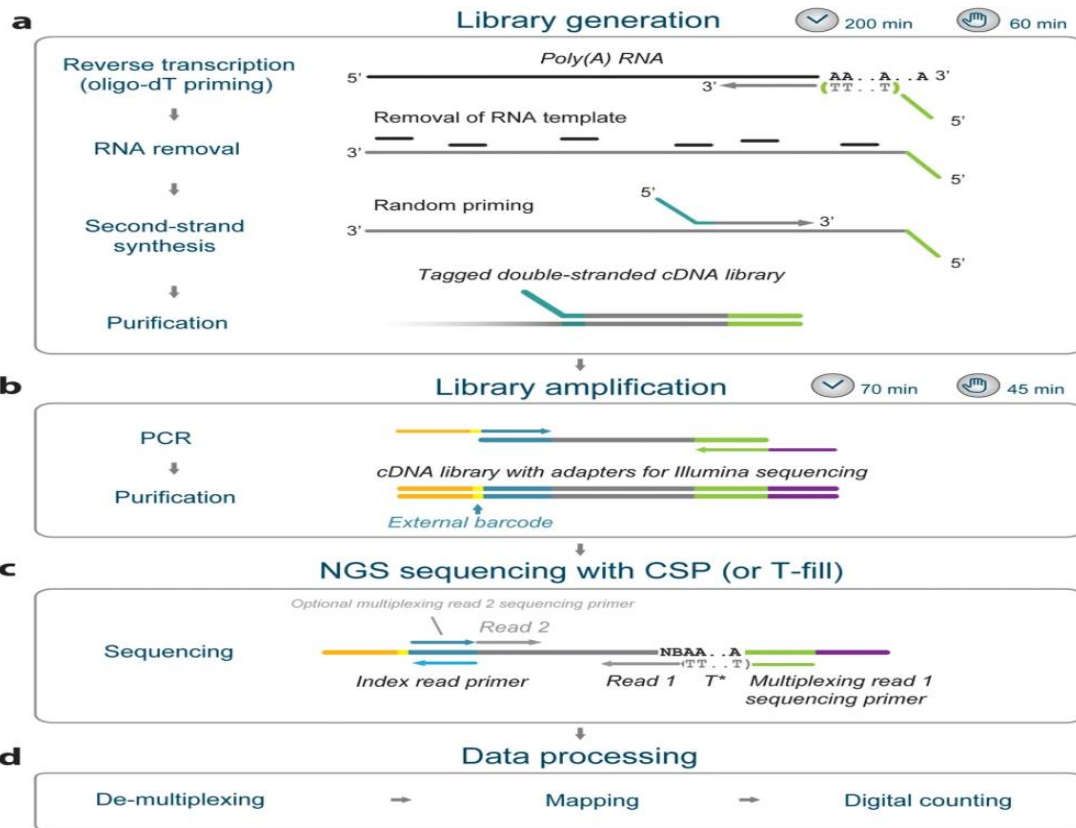 a
Library generation
200 min
60 min
Reverse transcription
(oligo-dT priming)
Poly(A) RNA
5’
AA..A..A 3’
3’
(TT..T)
5’
Removal of RNA template
RNA removal
3’
5’
Second-strand
synthesis
Random priming
5’
3’
3’
5’
Tagged double-stranded cDNA library
Purification
b
Library amplification
70 min
45 min
PCR
cDNA library with adapters for Illumina sequencing
Purification
External barcode
c
NGS sequencing with CSP (or T-fill)
Optional multiplexing read 2 sequencing primer
Read 2
Sequencing
NBAA..A
(TT..T)
Index read primer
Read 1
T*
Multiplexing read 1
sequencing primer
d
Data processing
De-multiplexing
Mapping
Digital counting